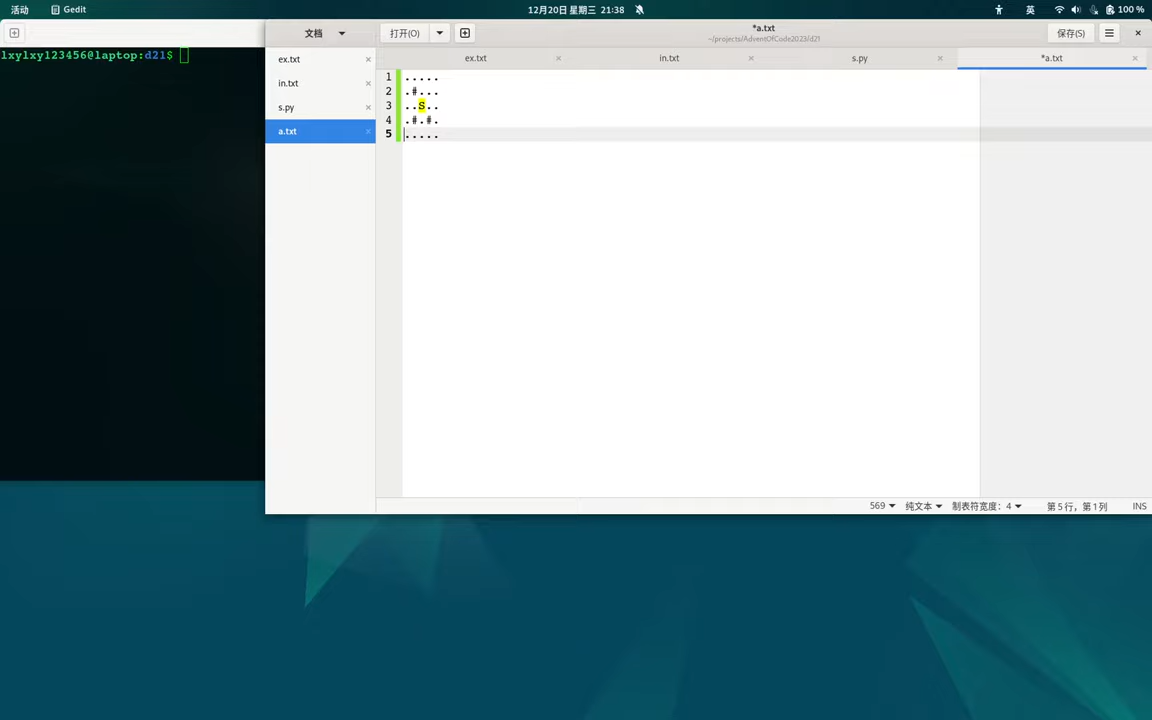 活动 Gedit 12月20日 星期三 21:38 英 100 %
文档 打开(O) *a.txt 保存(S)
~/projects/AdventOfCode2023/d21
lxylxy123456@laptop:d21$
ex.txt
in.txt
s.py
a.txt
ex.txt in.txt s.py *a.txt
1 .....
2 .#...
3 ..S..
4 .#.#.
5 .....
569 纯文本 制表符宽度：4 第 5 行，第 1 列 INS